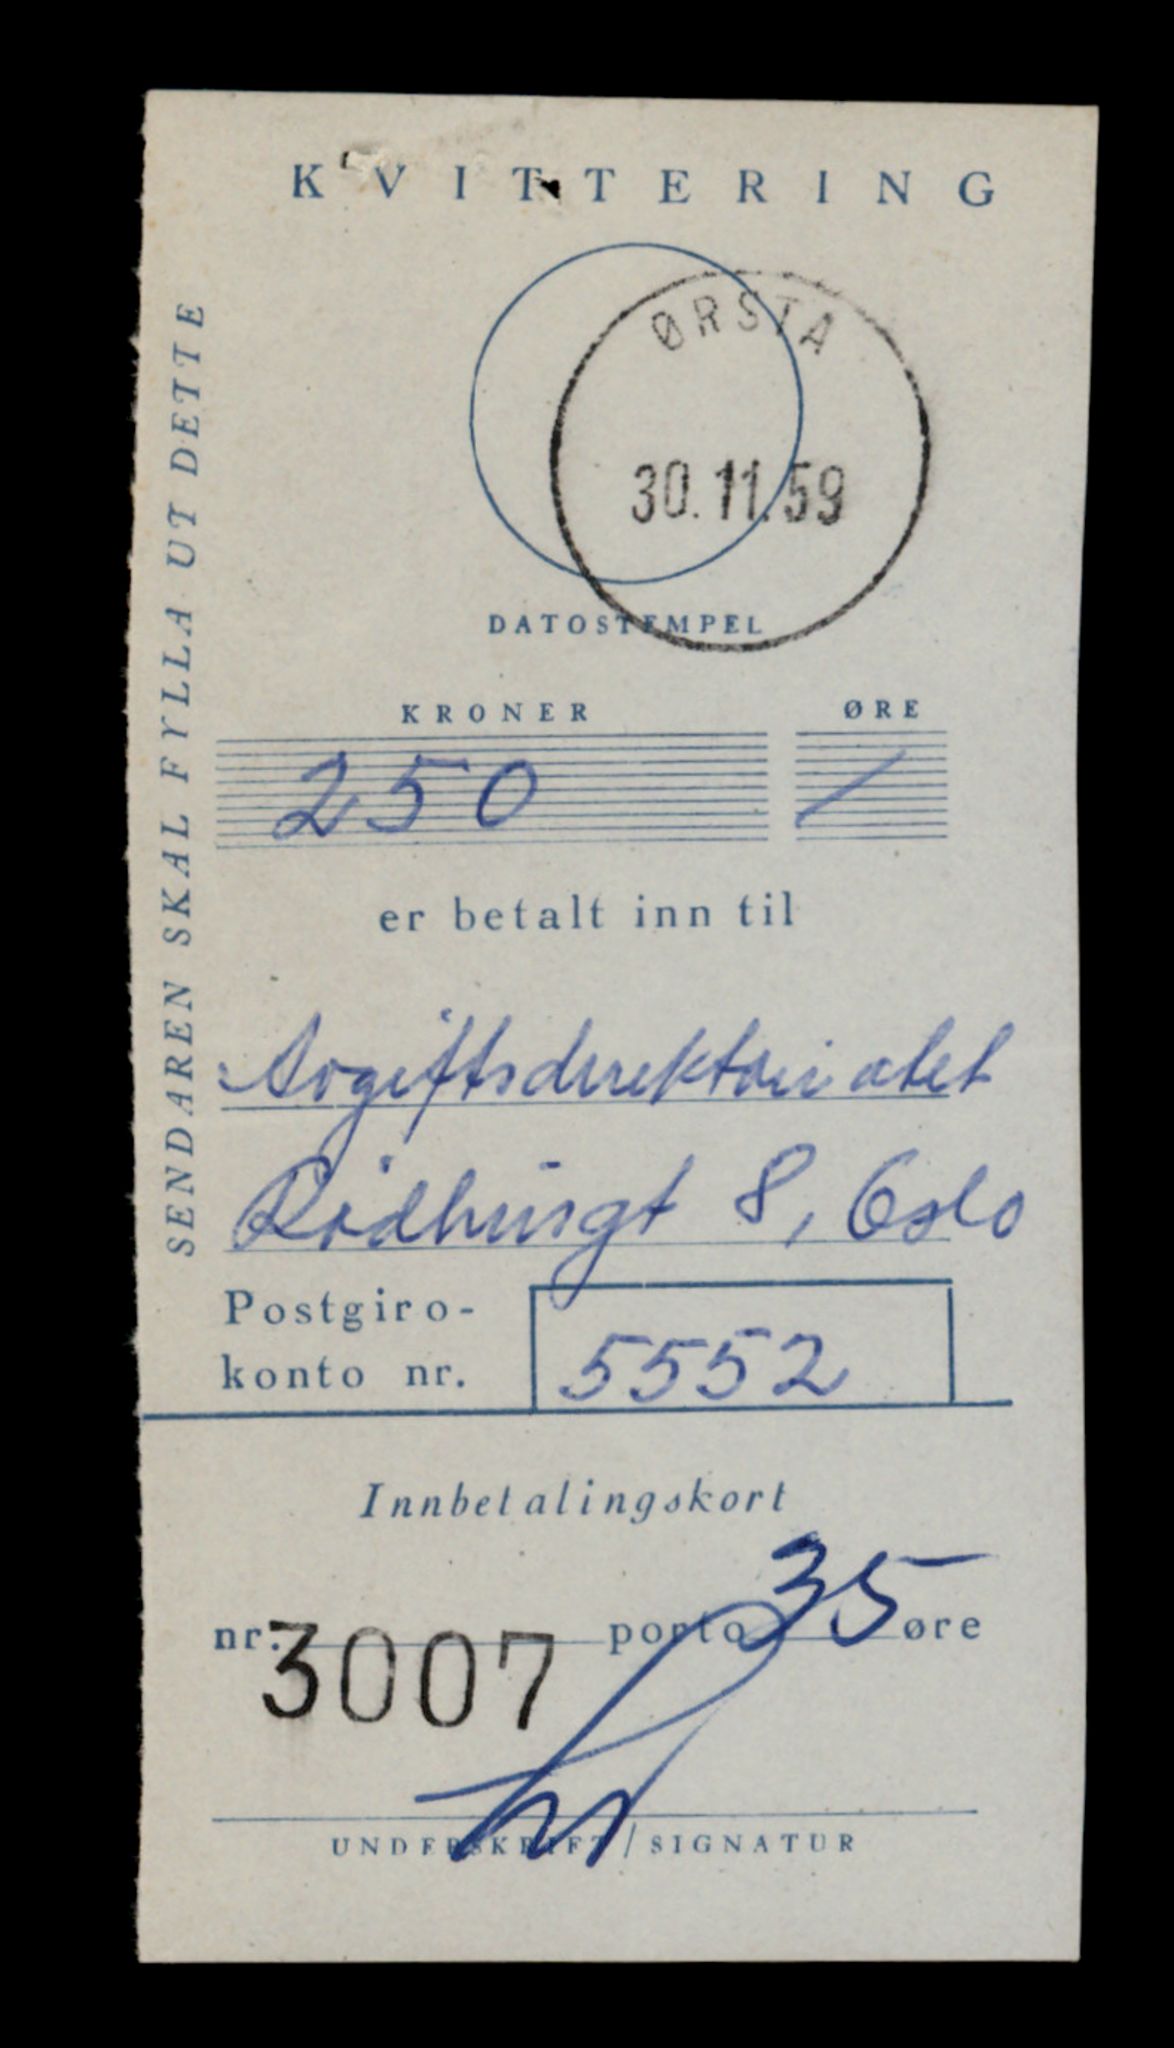 KVITTERING
ØRSTA
30.11.59
DATOSTEMPEL
KRONER ØRE
250 /
er betalt inn til
Avgiftsdirektoriatet
Rådhusgt 8, Oslo
Postgiro-
konto nr. 5552
Innbetalingskort
nr. 3007 porto 35 øre
UNDERSKRIFT/SIGNATUR
SENDAREN SKAL FYLLA UT DETTE